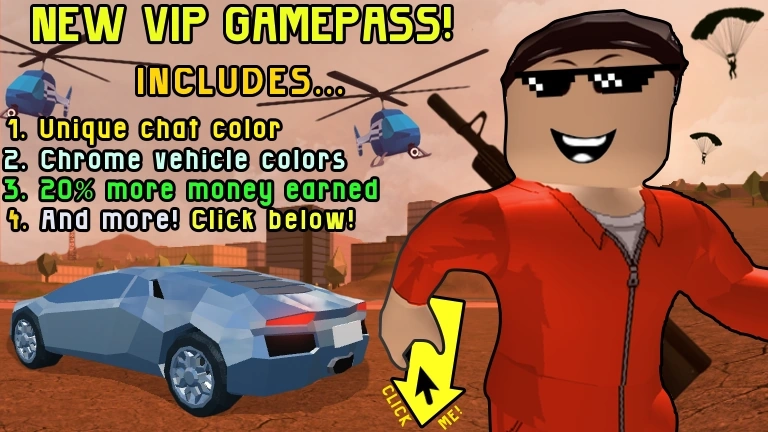 NEW VIP GAMEPASS!
INCLUDES...
1. Unique chat color
2. Chrome vehicle colors
3. 20% more money earned
4. And more! Click below!
CLICK ME!